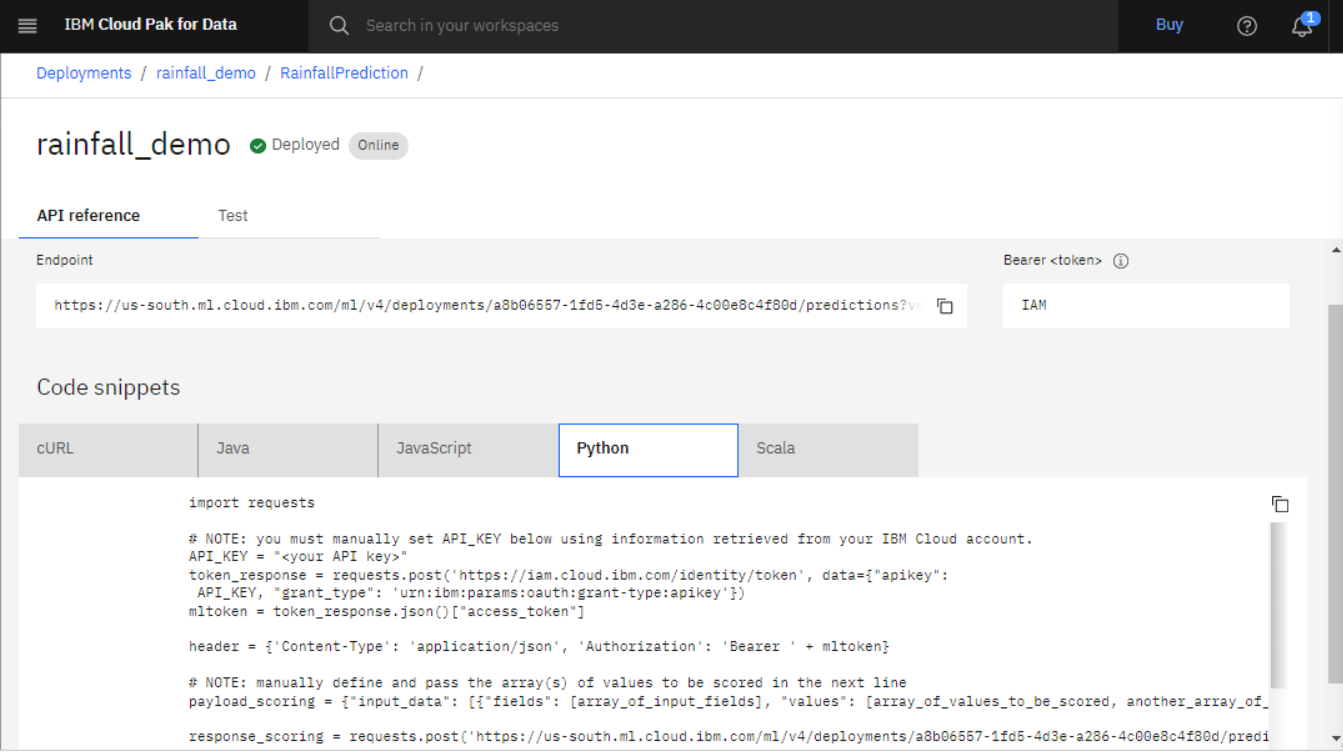 IBM Cloud Pak for Data
Search in your workspaces
Buy
1
Deployments / rainfall_demo / RainfallPrediction /
rainfall_demo
Deployed
Online
API reference
Test
Endpoint
Bearer <token>
https://us-south.ml.cloud.ibm.com/ml/v4/deployments/a8b06557-1fd5-4d3e-a286-4c00e8c4f80d/predictions?ve
IAM
Code snippets
cURL
Java
JavaScript
Python
Scala
import requests
# NOTE: you must manually set API_KEY below using information retrieved from your IBM Cloud account.
API_KEY = "<your API key>"
token_response = requests.post('https://iam.cloud.ibm.com/identity/token', data={"apikey":
API_KEY, "grant_type": 'urn:ibm:params:oauth:grant-type:apikey'})
mltoken = token_response.json()["access_token"]
header = {'Content-Type': 'application/json', 'Authorization': 'Bearer ' + mltoken}
# NOTE: manually define and pass the array(s) of values to be scored in the next line
payload_scoring = {"input_data": [{"fields": [array_of_input_fields], "values": [array_of_values_to_be_scored, another_array_of_
response_scoring = requests.post('https://us-south.ml.cloud.ibm.com/ml/v4/deployments/a8b06557-1fd5-4d3e-a286-4c00e8c4f80d/predi